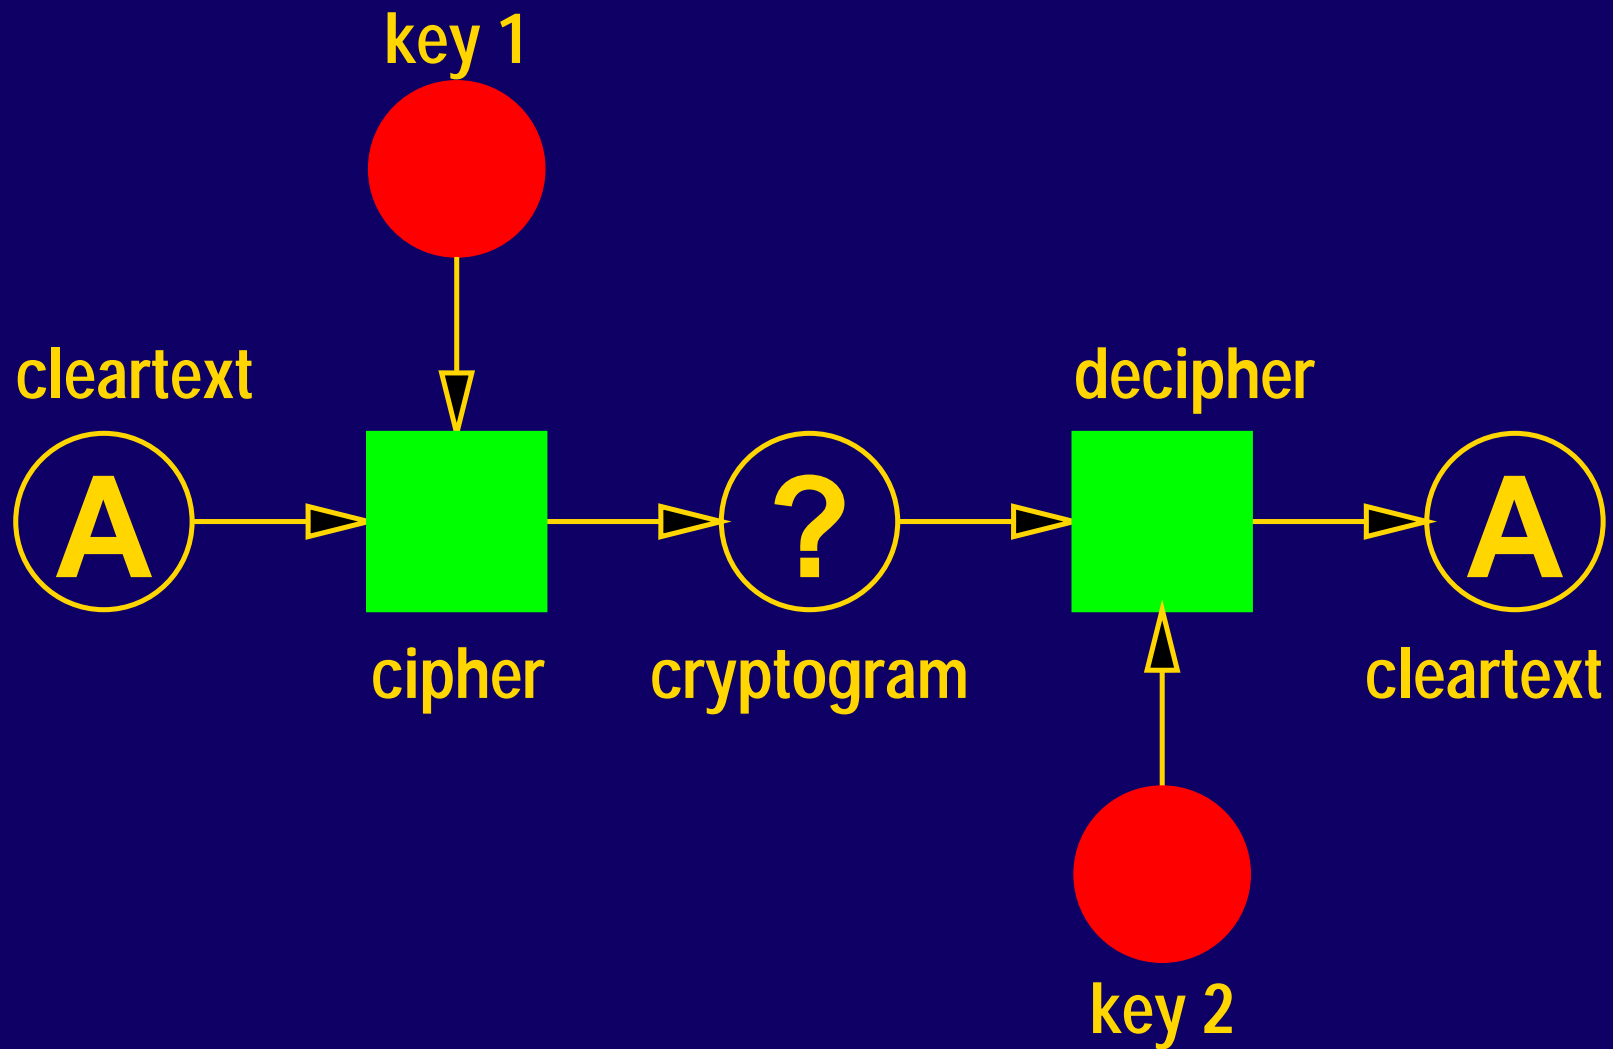 key 1
cleartext
decipher
A
?
A
cipher
cryptogram
cleartext
key 2